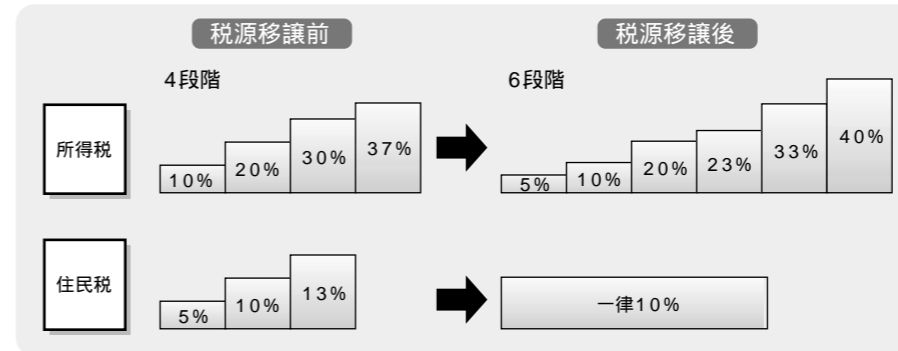 税源移譲前
税源移譲後
4段階
6段階
所得税
10%
20%
30%
37%
5%
10%
20%
23%
33%
40%
住民税
5%
10%
13%
一律10%